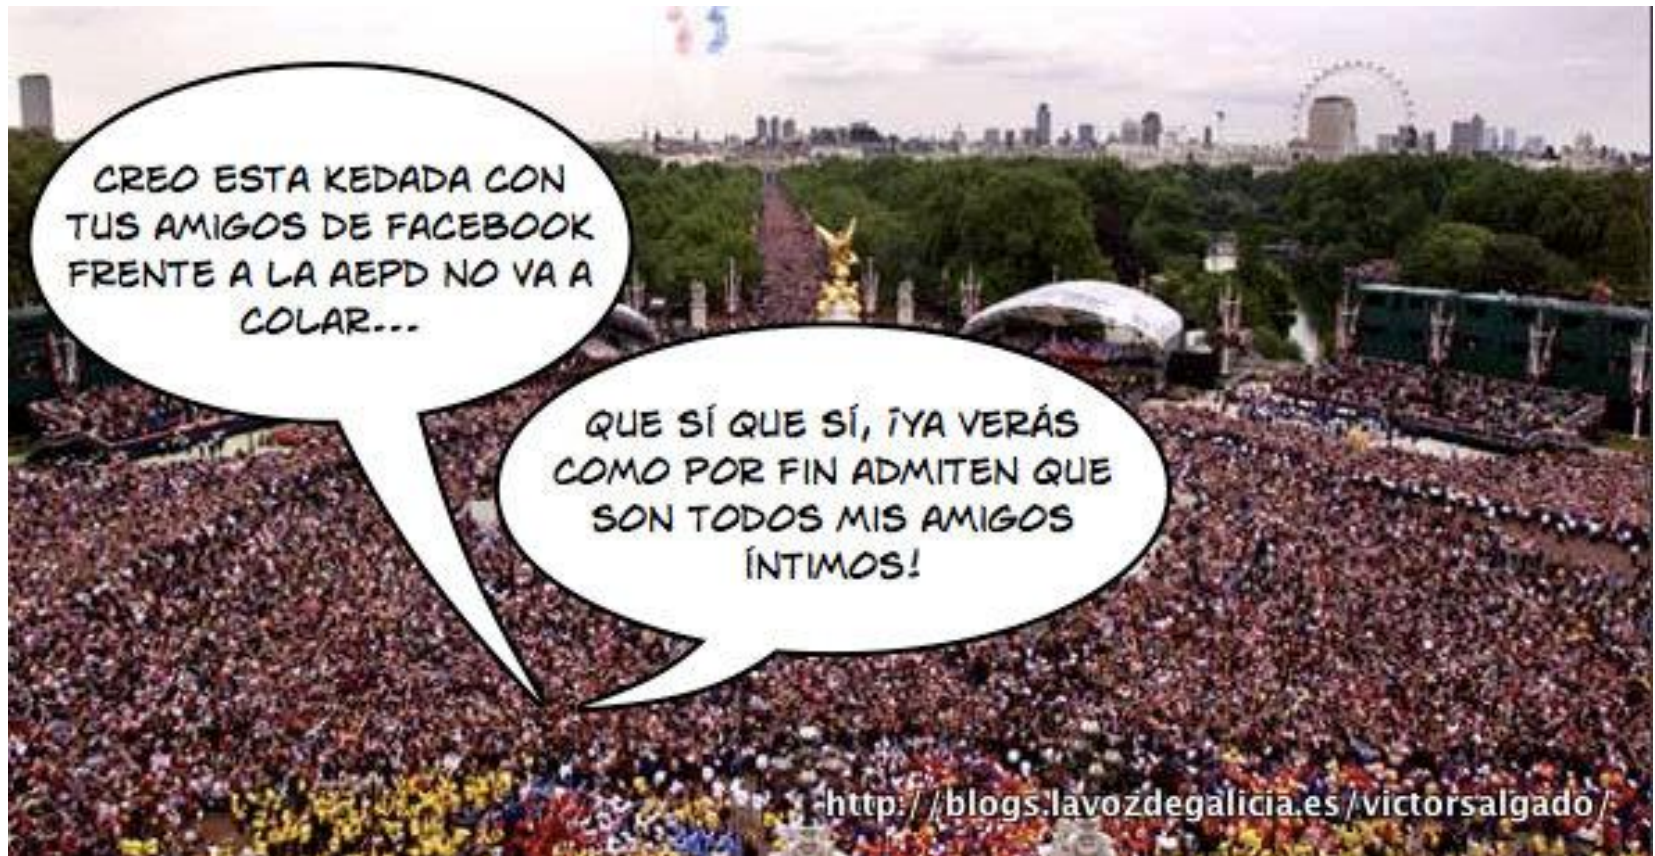 CREO ESTA KEDADA CON
TUS AMIGOS DE FACEBOOK
FRENTE A LA AEPD NO VA A
COLAR...
QUE SÍ QUE SÍ, ¡YA VERÁS
COMO POR FIN ADMITEN QUE
SON TODOS MIS AMIGOS
ÍNTIMOS!
http://blogs.lavozdegalicia.es/victorsalgado/